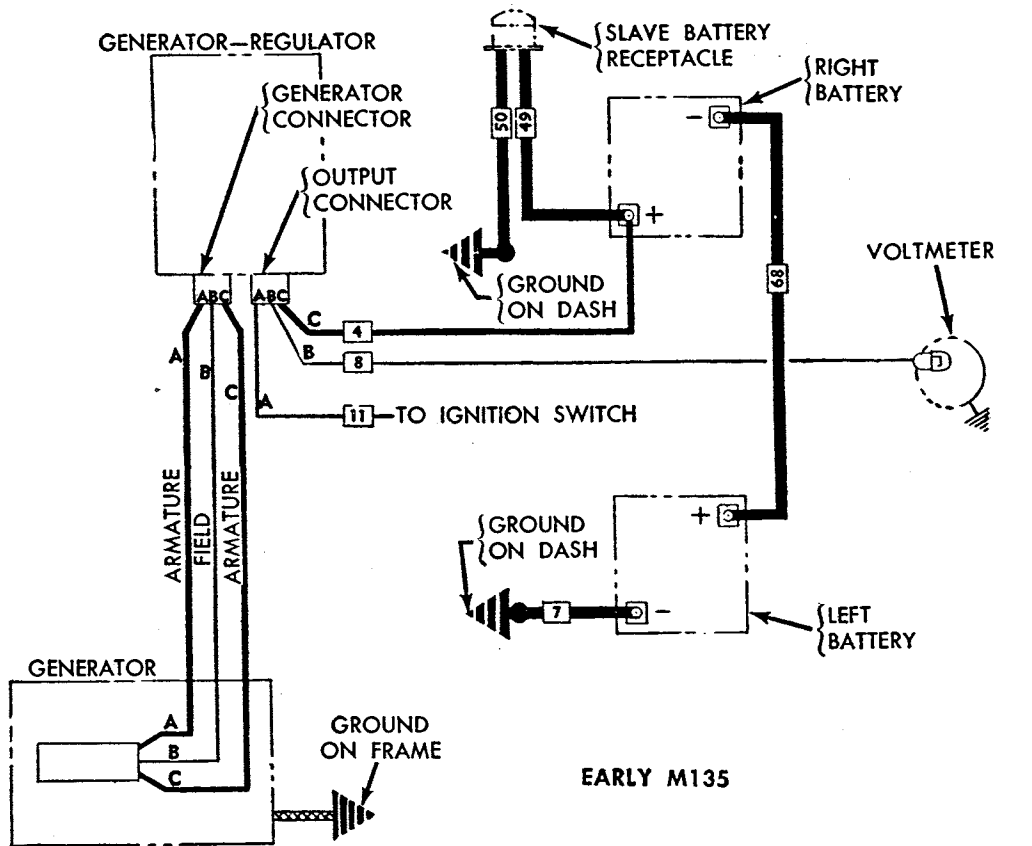 GENERATOR—REGULATOR
SLAVE BATTERY
RECEPTACLE
RIGHT
BATTERY
GENERATOR
CONNECTOR
OUTPUT
CONNECTOR
50
49
−
+
VOLTMETER
GROUND
ON DASH
68
ABC
ABC
C
4
B
8
A
11
TO IGNITION SWITCH
A
B
C
ARMATURE
FIELD
ARMATURE
+
GROUND
ON DASH
7
−
LEFT
BATTERY
GENERATOR
A
B
C
GROUND
ON FRAME
EARLY M135